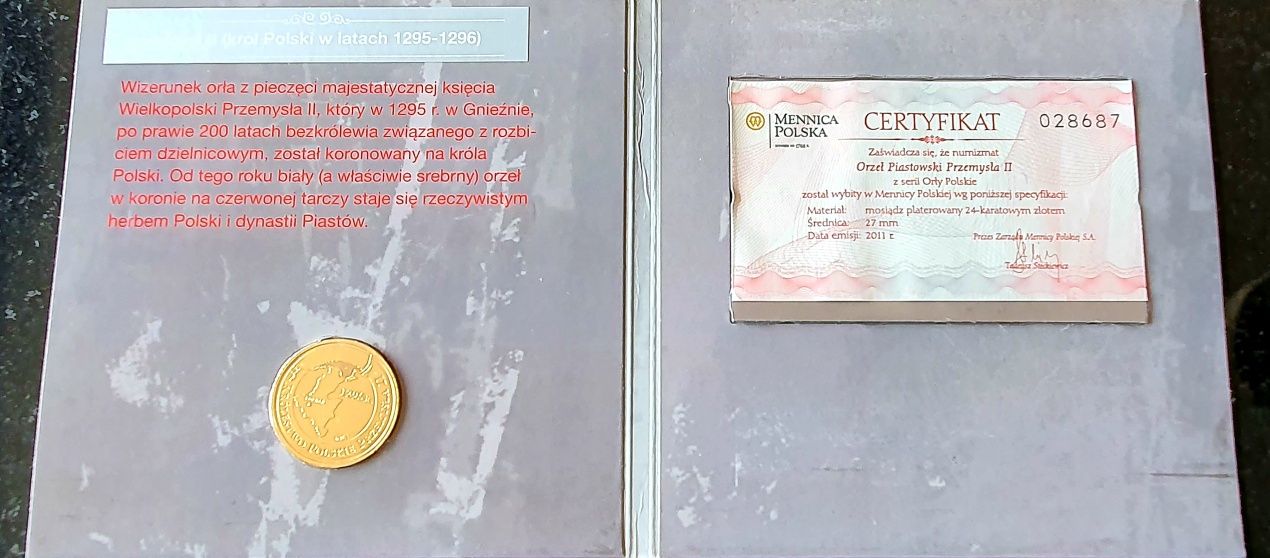 (król Polski w latach 1295-1296)
Wizerunek orła z pieczęci majestatycznej księcia
Wielkopolski Przemysła II, który w 1295 r. w Gnieźnie,
po prawie 200 latach bezkrólewia związanego z rozbi-
ciem dzielnicowym, został koronowany na króla
Polski. Od tego roku biały (a właściwie srebrny) orzeł
w koronie na czerwonej tarczy staje się rzeczywistym
herbem Polski i dynastii Piastów.
MENNICA
POLSKA
CERTYFIKAT
028687
Zaświadcza się, że numizmat
Orzeł Piastowski Przemysła II
z serii Orły Polskie
został wybity w Mennicy Polskiej wg poniższej specyfikacji:
Materiał: mosiądz platerowany 24-karatowym złotem
Średnica: 27 mm
Data emisji: 2011 r.
Prezes Zarządu Mennicy Polskiej S.A.
Tadeusz Steckiewicz